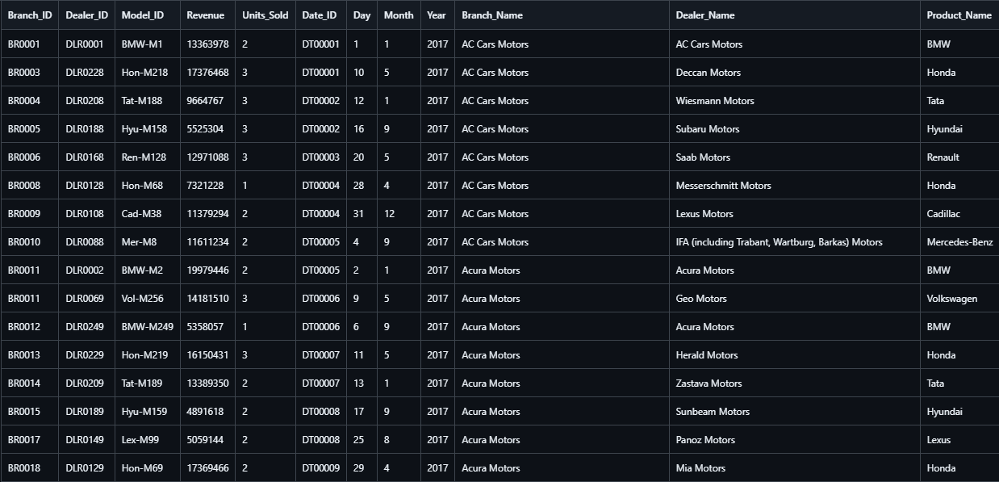 Branch_ID Dealer_ID Model_ID Revenue Units_Sold Date_ID Day Month Year Branch_Name Dealer_Name Product_Name
BR0001 DLR0001 BMW-M1 13363978 2 DT00001 1 1 2017 AC Cars Motors AC Cars Motors BMW
BR0003 DLR0228 Hon-M218 17376468 3 DT00001 10 5 2017 AC Cars Motors Deccan Motors Honda
BR0004 DLR0208 Tat-M188 9664767 3 DT00002 12 1 2017 AC Cars Motors Wiesmann Motors Tata
BR0005 DLR0188 Hyu-M158 5525304 3 DT00002 16 9 2017 AC Cars Motors Subaru Motors Hyundai
BR0006 DLR0168 Ren-M128 12971088 3 DT00003 20 5 2017 AC Cars Motors Saab Motors Renault
BR0008 DLR0128 Hon-M68 7321228 1 DT00004 28 4 2017 AC Cars Motors Messerschmitt Motors Honda
BR0009 DLR0108 Cad-M38 11379294 2 DT00004 31 12 2017 AC Cars Motors Lexus Motors Cadillac
BR0010 DLR0088 Mer-M8 11611234 2 DT00005 4 9 2017 AC Cars Motors IFA (including Trabant, Wartburg, Barkas) Motors Mercedes-Benz
BR0011 DLR0002 BMW-M2 19979446 2 DT00005 2 1 2017 Acura Motors Acura Motors BMW
BR0011 DLR0069 Vol-M256 14181510 3 DT00006 9 5 2017 Acura Motors Geo Motors Volkswagen
BR0012 DLR0249 BMW-M249 5358057 1 DT00006 6 9 2017 Acura Motors Acura Motors BMW
BR0013 DLR0229 Hon-M219 16150431 3 DT00007 11 5 2017 Acura Motors Herald Motors Honda
BR0014 DLR0209 Tat-M189 13389350 2 DT00007 13 1 2017 Acura Motors Zastava Motors Tata
BR0015 DLR0189 Hyu-M159 4891618 2 DT00008 17 9 2017 Acura Motors Sunbeam Motors Hyundai
BR0017 DLR0149 Lex-M99 5059144 2 DT00008 25 8 2017 Acura Motors Panoz Motors Lexus
BR0018 DLR0129 Hon-M69 17369466 2 DT00009 29 4 2017 Acura Motors Mia Motors Honda